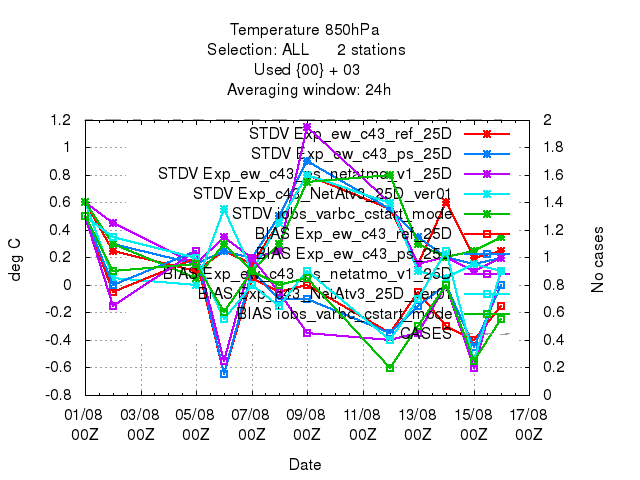 Temperature 850hPa
Selection: ALL 2 stations
Used {00} + 03
Averaging window: 24h
1.2 2
STDV Exp_ew_c43_ref_25D
1 1.8
STDV Exp_ew_c43_ps_25D
STDV Exp_ew_c43_ps_netatmo_v1_25D
0.8 1.6
STDV Exp_c43_NetAtv3_25D_ver01
0.6 1.4
STDV iobs_varbc_cstart_mode
BIAS Exp_ew_c43_ref_25D
0.4 1.2
BIAS Exp_ew_c43_ps_25D
0.2 1
BIAS Exp_ew_c43_ps_netatmo_v1_25D
0 0.8
BIAS Exp_c43_NetAtv3_25D_ver01
BIAS iobs_varbc_cstart_mode
-0.2 0.6
CASES
-0.4 0.4
-0.6 0.2
-0.8 0
deg C
No cases
01/08 03/08 05/08 07/08 09/08 11/08 13/08 15/08 17/08
00Z 00Z 00Z 00Z 00Z 00Z 00Z 00Z 00Z
Date